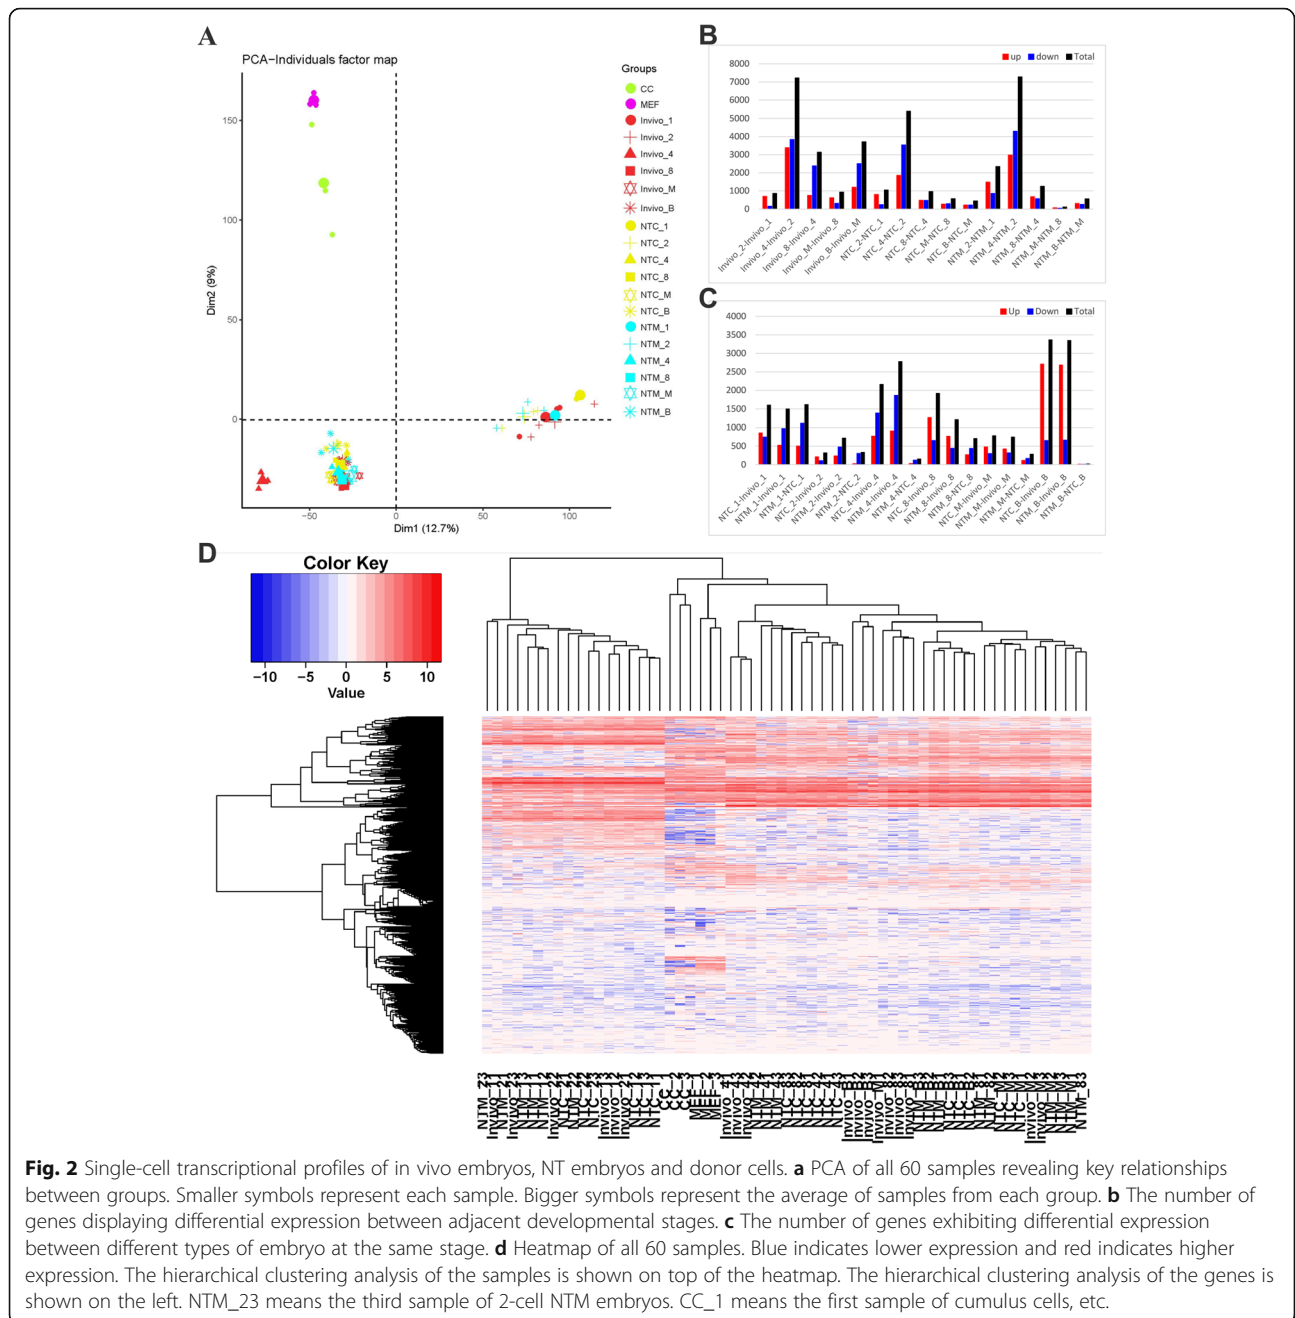 A
PCA−Individuals factor map
Groups
CC
MEF
Invivo_1
Invivo_2
Invivo_4
Invivo_8
Invivo_M
Invivo_B
NTC_1
NTC_2
NTC_4
NTC_8
NTC_M
NTC_B
NTM_1
NTM_2
NTM_4
NTM_8
NTM_M
NTM_B
Dim2 (9%)
150
100
50
0
−50
0
50
100
Dim1 (12.7%)
B
up down Total
8000
7000
6000
5000
4000
3000
2000
1000
0
Invivo_2-Invivo_1
Invivo_4-Invivo_2
Invivo_8-Invivo_4
Invivo_M-Invivo_8
Invivo_B-Invivo_M
NTC_2-NTC_1
NTC_4-NTC_2
NTC_8-NTC_4
NTC_M-NTC_8
NTC_B-NTC_M
NTM_2-NTM_1
NTM_4-NTM_2
NTM_8-NTM_4
NTM_M-NTM_8
NTM_B-NTM_M
C
Up Down Total
4000
3500
3000
2500
2000
1500
1000
500
0
NTC_1-Invivo_1
NTM_1-Invivo_1
NTM_1-NTC_1
NTC_2-Invivo_2
NTM_2-Invivo_2
NTM_2-NTC_2
NTC_4-Invivo_4
NTM_4-Invivo_4
NTM_4-NTC_4
NTC_8-Invivo_8
NTM_8-Invivo_8
NTM_8-NTC_8
NTC_M-Invivo_M
NTM_M-Invivo_M
NTM_M-NTC_M
NTC_B-Invivo_B
NTM_B-Invivo_B
NTM_B-NTC_B
D
Color Key
−10 −5 0 5 10
Value
NTM_23
CC_1
CC_2
CC_3
MEF_1
MEF_2
MEF_3
NTM_83
Fig. 2 Single-cell transcriptional profiles of in vivo embryos, NT embryos and donor cells. a PCA of all 60 samples revealing key relationships
between groups. Smaller symbols represent each sample. Bigger symbols represent the average of samples from each group. b The number of
genes displaying differential expression between adjacent developmental stages. c The number of genes exhibiting differential expression
between different types of embryo at the same stage. d Heatmap of all 60 samples. Blue indicates lower expression and red indicates higher
expression. The hierarchical clustering analysis of the samples is shown on top of the heatmap. The hierarchical clustering analysis of the genes is
shown on the left. NTM_23 means the third sample of 2-cell NTM embryos. CC_1 means the first sample of cumulus cells, etc.